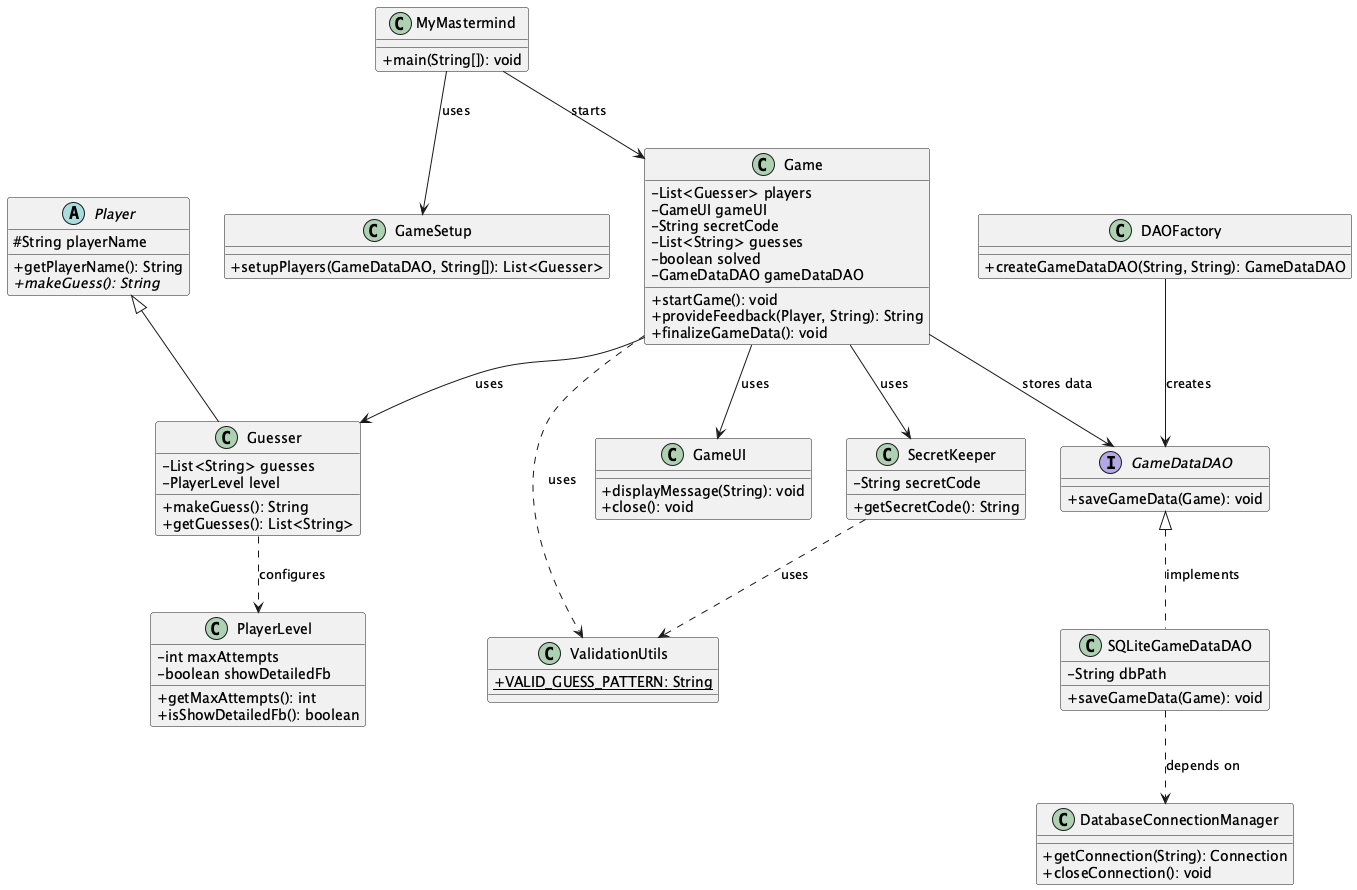 C MyMastermind
+main(String[]): void
uses
starts
C Game
-List<Guesser> players
-GameUI gameUI
-String secretCode
-List<String> guesses
-boolean solved
-GameDataDAO gameDataDAO
+startGame(): void
+provideFeedback(Player, String): String
+finalizeGameData(): void
A Player
#String playerName
+getPlayerName(): String
+makeGuess(): String
C GameSetup
+setupPlayers(GameDataDAO, String[]): List<Guesser>
C DAOFactory
+createGameDataDAO(String, String): GameDataDAO
uses
uses
uses
stores data
creates
C Guesser
-List<String> guesses
-PlayerLevel level
+makeGuess(): String
+getGuesses(): List<String>
uses
C GameUI
+displayMessage(String): void
+close(): void
C SecretKeeper
-String secretCode
+getSecretCode(): String
I GameDataDAO
+saveGameData(Game): void
configures
uses
implements
C PlayerLevel
-int maxAttempts
-boolean showDetailedFb
+getMaxAttempts(): int
+isShowDetailedFb(): boolean
C ValidationUtils
+VALID_GUESS_PATTERN: String
C SQLiteGameDataDAO
-String dbPath
+saveGameData(Game): void
depends on
C DatabaseConnectionManager
+getConnection(String): Connection
+closeConnection(): void